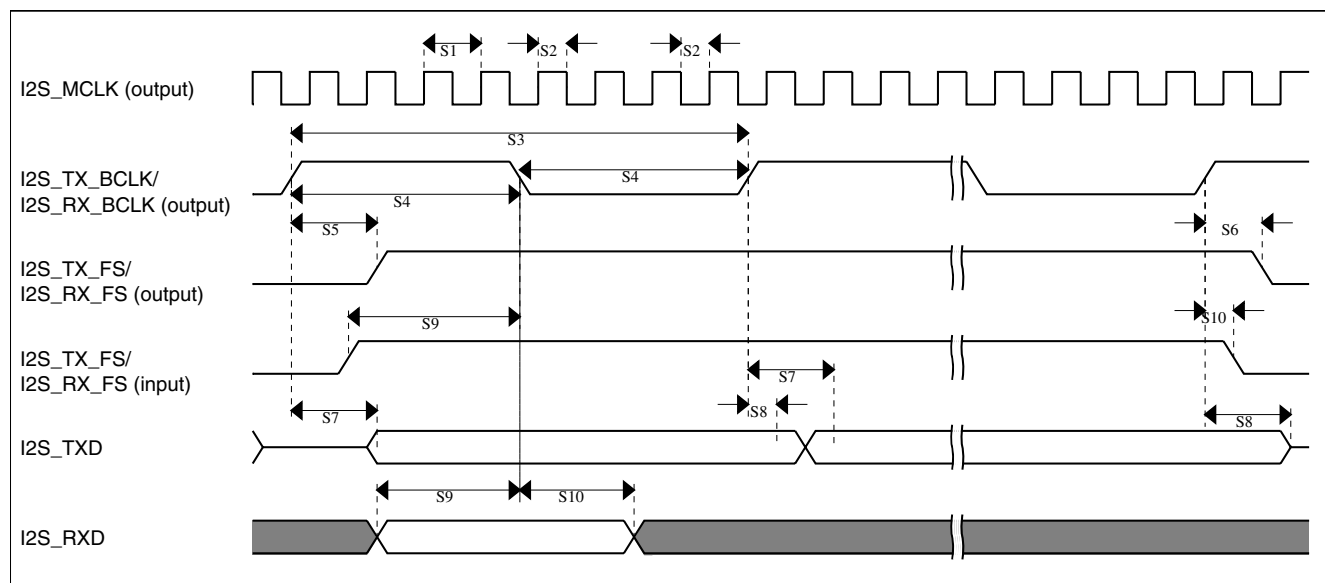 S1 S2 S2
I2S_MCLK (output)
S3
I2S_TX_BCLK/
I2S_RX_BCLK (output)
S4
S4
S5 S6
I2S_TX_FS/
I2S_RX_FS (output)
S9 S10
I2S_TX_FS/
I2S_RX_FS (input)
S7
S7 S8 S8
I2S_TXD
S9 S10
I2S_RXD